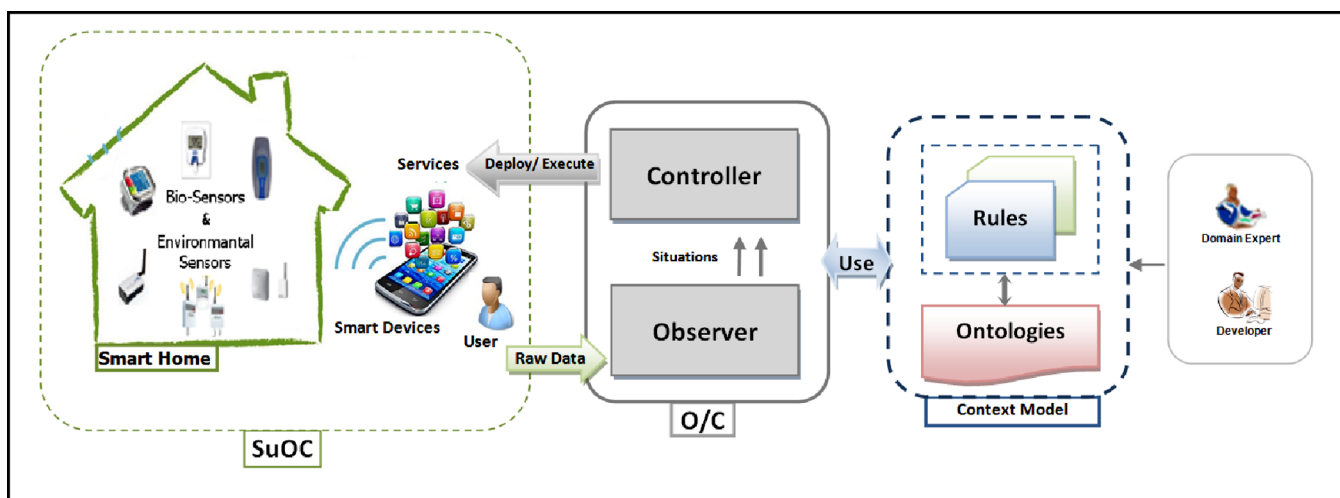 Bio-Sensors
&
Environmantal
Sensors
Smart Home
Services
Smart Devices
User
SuOC
Deploy/ Execute
Raw Data
Controller
Situations
Observer
O/C
Use
Rules
Ontologies
Context Model
Domain Expert
Developer